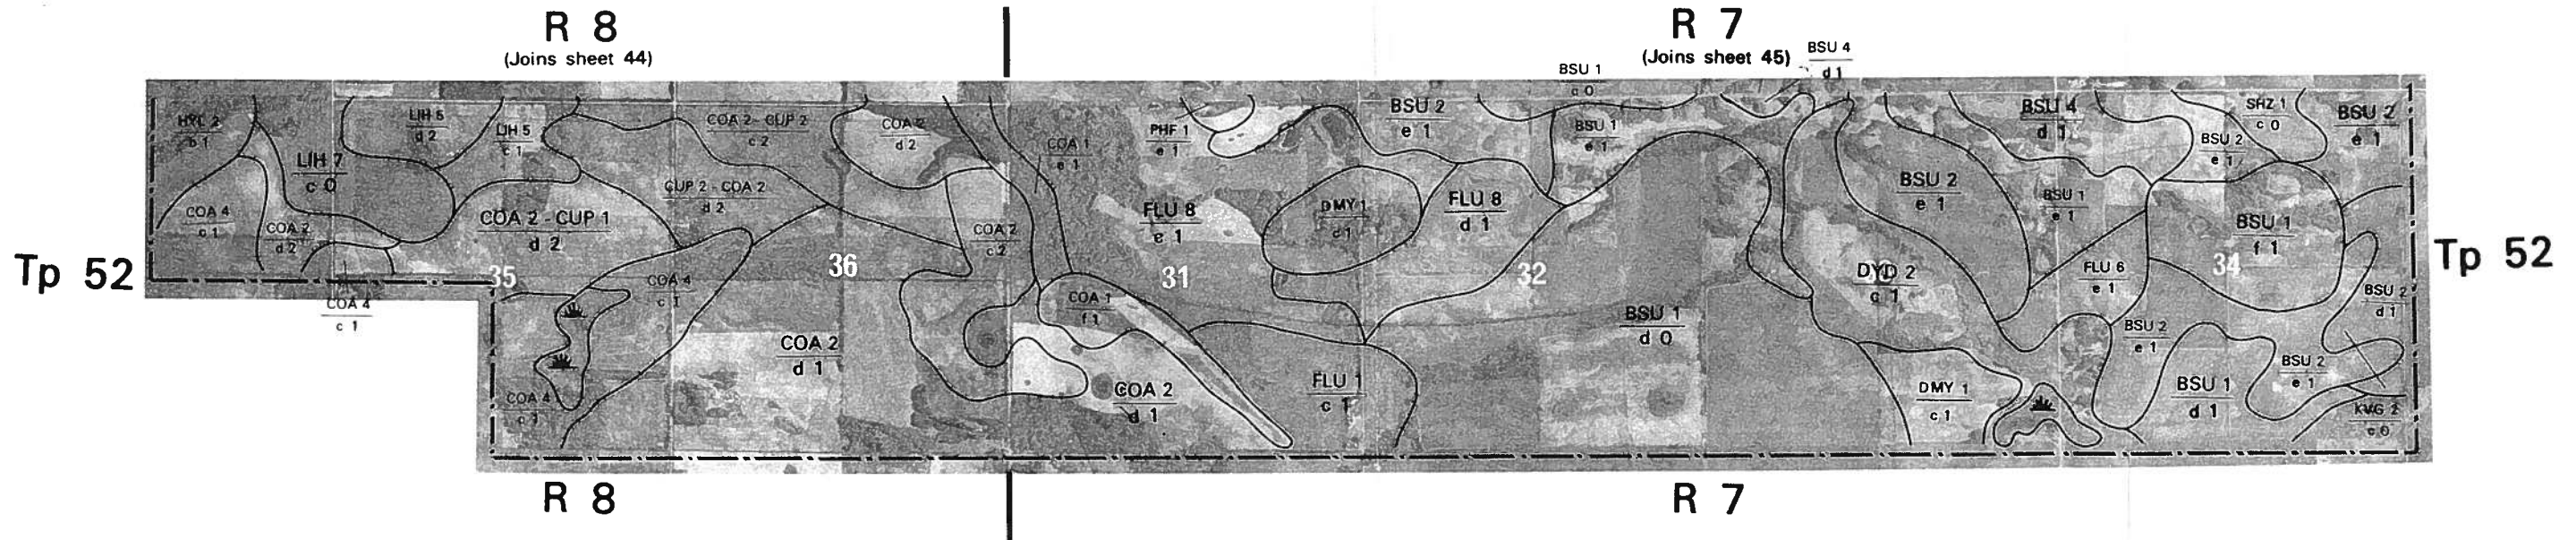 R 8
(Joins sheet 44)
R 7
(Joins sheet 45)
BSU 4
d 1
BSU 1
c 0
HYL 2
b 1
LIH 7
c 0
LIH 5
d 2
LIH 5
c 1
COA 2 - CUP 2
c 2
COA 2
d 2
COA 1
e 1
PHF 1
e 1
BSU 2
e 1
BSU 1
e 1
BSU 4
d 1
BSU 2
e 1
SHZ 1
c 0
BSU 2
e 1
COA 4
c 1
COA 2
d 2
COA 2 - CUP 1
d 2
CUP 2 - COA 2
d 2
COA 2
c 2
FLU 8
e 1
DMY 1
c 1
FLU 8
d 1
BSU 2
e 1
BSU 1
e 1
BSU 1
f 1
Tp 52
35
36
31
32
34
Tp 52
COA 4
c 1
COA 4
c 1
COA 1
f 1
BSU 1
d 0
DYD 2
c 1
FLU 6
e 1
BSU 2
d 1
COA 4
c 1
COA 2
d 1
COA 2
d 1
FLU 1
c 1
DMY 1
c 1
BSU 2
e 1
BSU 1
d 1
BSU 2
e 1
KVG 2
c 0
R 8
R 7